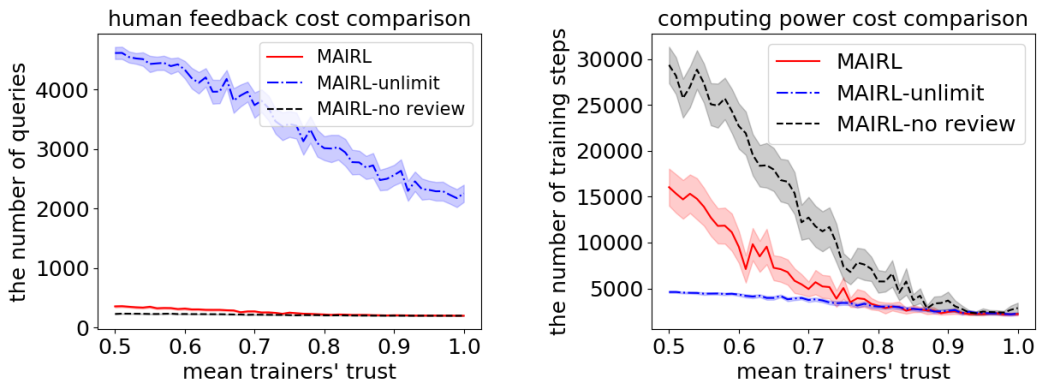 human feedback cost comparison
the number of queries
4000
3000
2000
1000
0
0.5 0.6 0.7 0.8 0.9 1.0
mean trainers' trust
MAIRL
MAIRL-unlimit
MAIRL-no review
computing power cost comparison
the number of training steps
30000
25000
20000
15000
10000
5000
0.5 0.6 0.7 0.8 0.9 1.0
mean trainers' trust
MAIRL
MAIRL-unlimit
MAIRL-no review